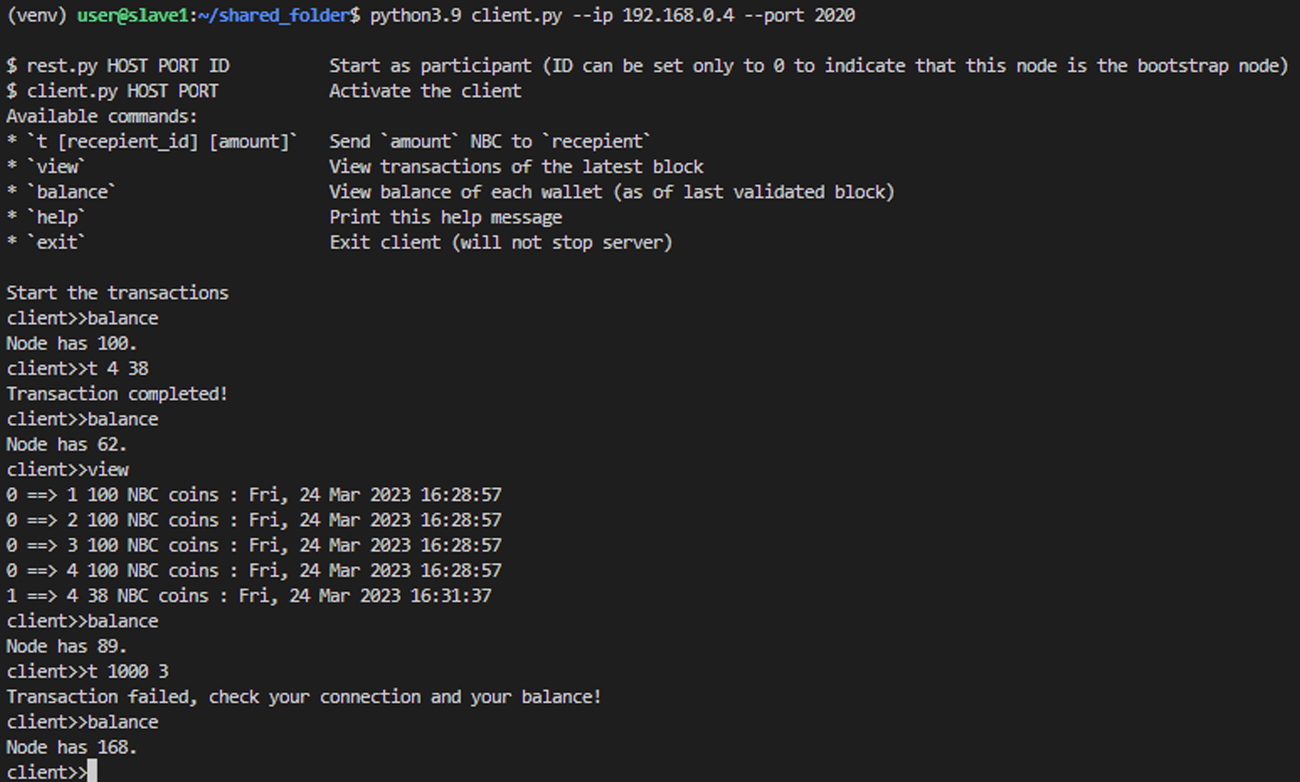 (venv) user@slave1:~/shared_folder$ python3.9 client.py --ip 192.168.0.4 --port 2020
$ rest.py HOST PORT ID Start as participant (ID can be set only to 0 to indicate that this node is the bootstrap node)
$ client.py HOST PORT Activate the client
Available commands:
* `t [recepient_id] [amount]` Send `amount` NBC to `recepient`
* `view` View transactions of the latest block
* `balance` View balance of each wallet (as of last validated block)
* `help` Print this help message
* `exit` Exit client (will not stop server)
Start the transactions
client>>balance
Node has 100.
client>>t 4 38
Transaction completed!
client>>balance
Node has 62.
client>>view
0 ==> 1 100 NBC coins : Fri, 24 Mar 2023 16:28:57
0 ==> 2 100 NBC coins : Fri, 24 Mar 2023 16:28:57
0 ==> 3 100 NBC coins : Fri, 24 Mar 2023 16:28:57
0 ==> 4 100 NBC coins : Fri, 24 Mar 2023 16:28:57
1 ==> 4 38 NBC coins : Fri, 24 Mar 2023 16:31:37
client>>balance
Node has 89.
client>>t 1000 3
Transaction failed, check your connection and your balance!
client>>balance
Node has 168.
client>>